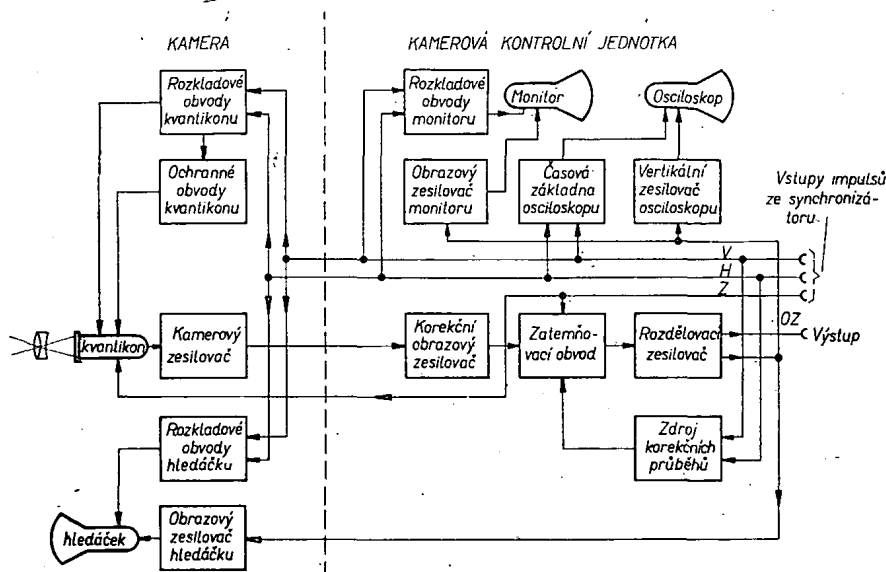 KAMERA
KAMEROVÁ KONTROLNÍ JEDNOTKA
Rozkladové
obvody
kvantikonu
Rozkladové
obvody
monitoru
Monitor
Osciloskop
Ochranné
obvody
kvantikonu
Obrazový
zesilovač
monitoru
Časová
základna
osciloskopu
Vertikální
zesilovač
osciloskopu
Vstupy impulsů
ze synchronizá-
toru
V
H
Z
kvantikon
Kamerový
zesilovač
Korekční
obrazový
zesilovač
Zatemňo-
vací obvod
Rozdělovací
zesilovač
OZ
Výstup
Rozkladové
obvody
hledáčku
Zdroj
korekčních
průběhů
hledáček
Obrazový
zesilovač
hledáčku